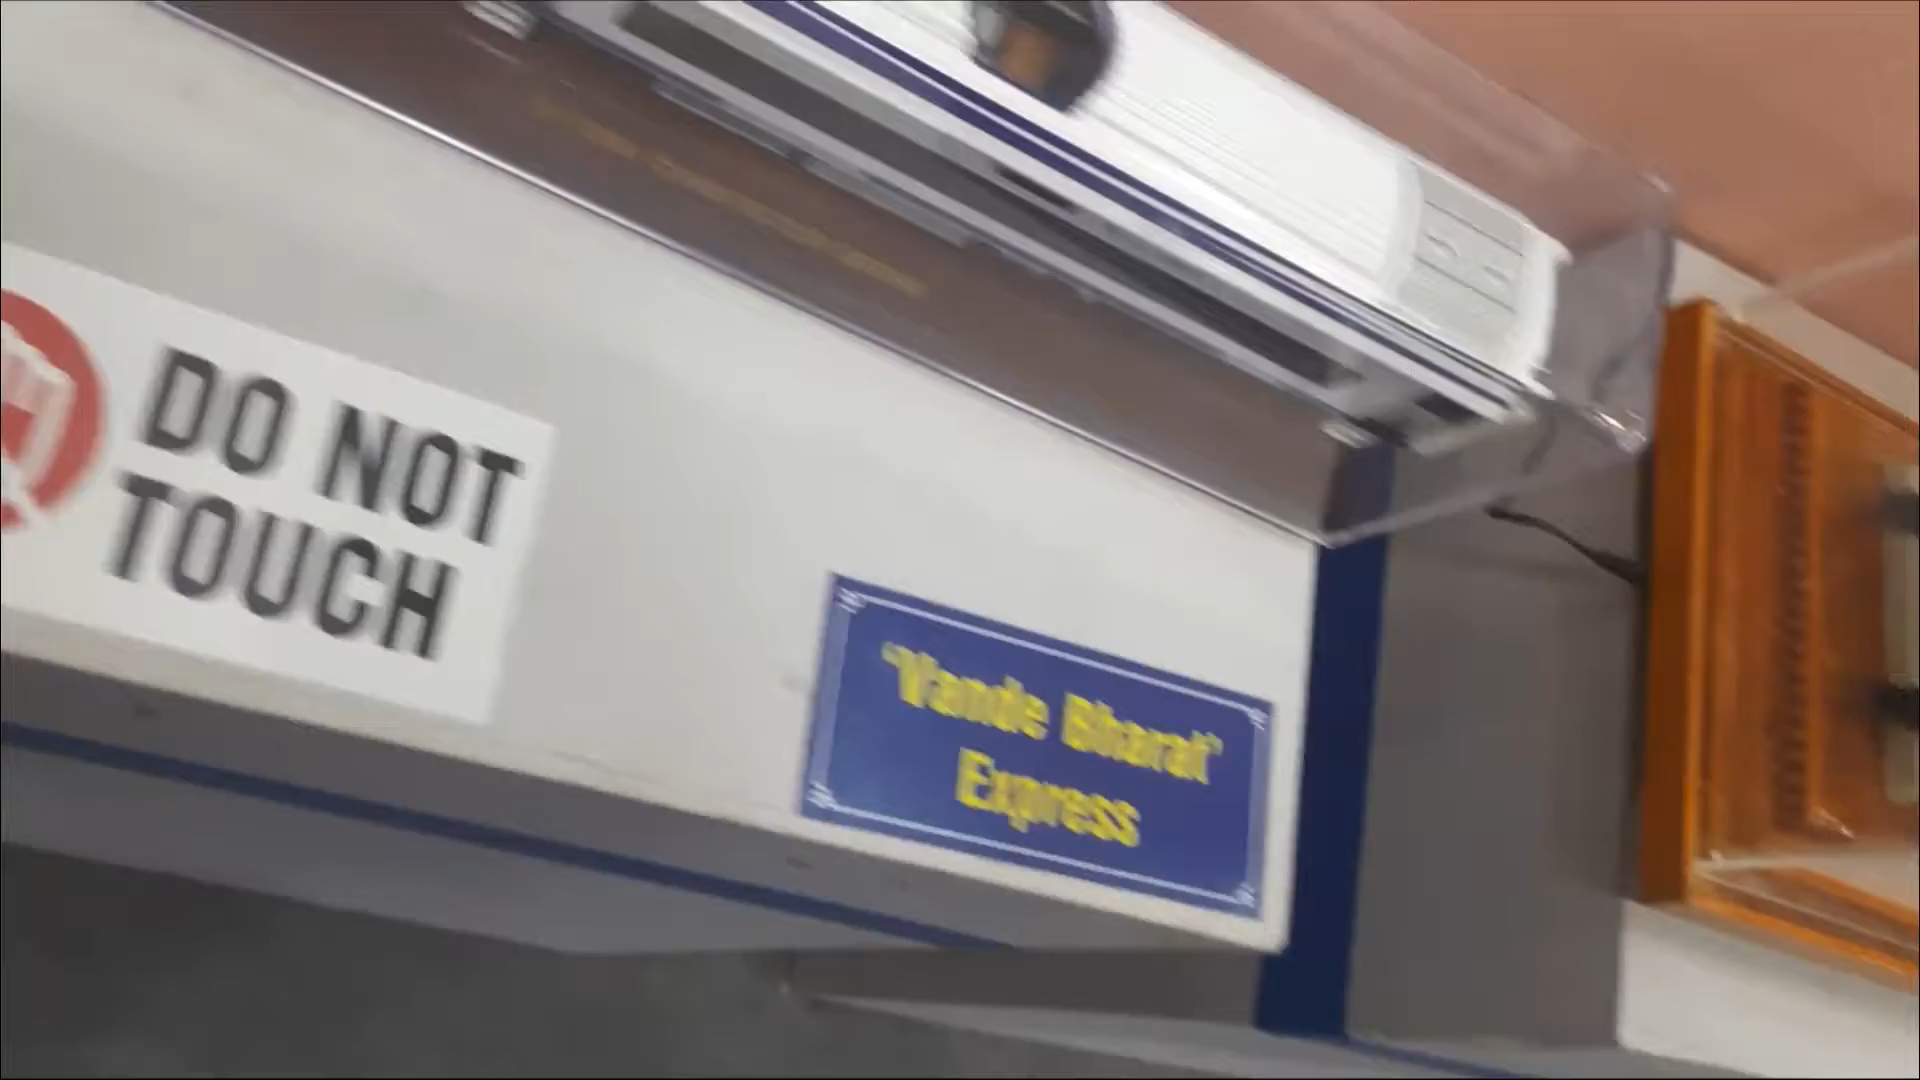 DO NOT
TOUCH
'Vande Bharat'
Express